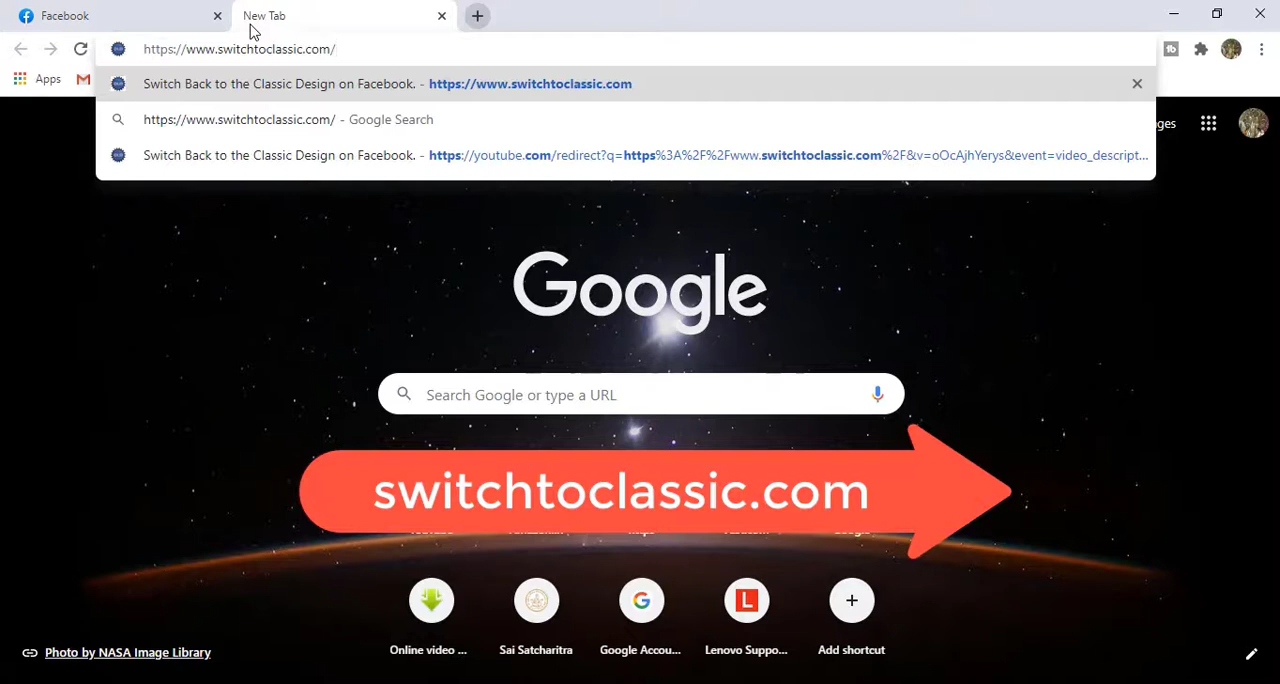 Facebook
New Tab
https://www.switchtoclassic.com/
Apps
Switch Back to the Classic Design on Facebook. - https://www.switchtoclassic.com
https://www.switchtoclassic.com/ - Google Search
ges
Switch Back to the Classic Design on Facebook. - https://youtube.com/redirect?q=https%3A%2F%2Fwww.switchtoclassic.com%2F&v=oOcAjhYerys&event=video_descript...
Google
Search Google or type a URL
switchtoclassic.com
Online video ...
Sai Satcharitra
Google Accou...
Lenovo Suppo...
Add shortcut
Photo by NASA Image Library